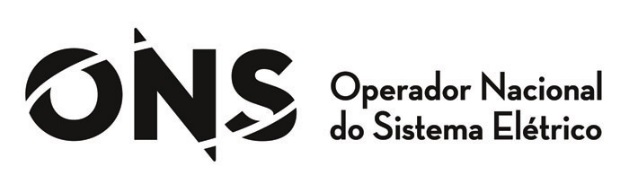 ONS
Operador Nacional
do Sistema Elétrico